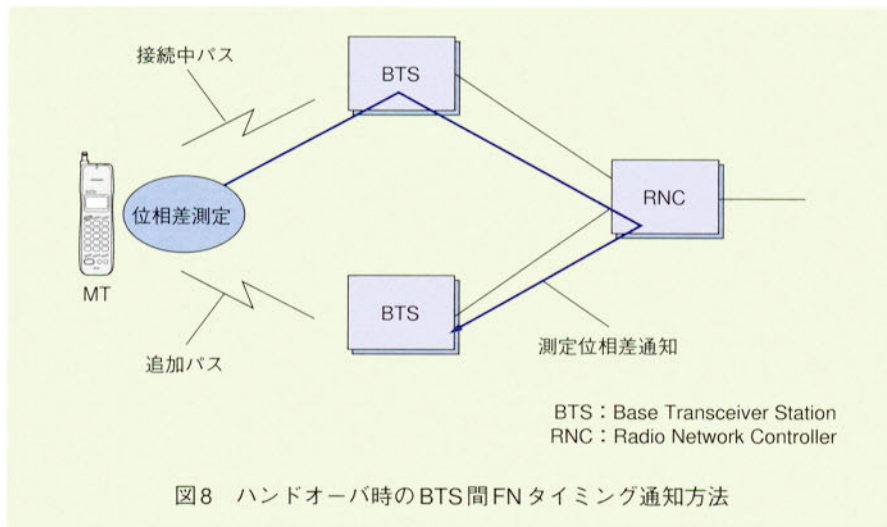 接続中パス
BTS
位相差測定
RNC
MT
BTS
測定位相差通知
追加パス
BTS：Base Transceiver Station
RNC：Radio Network Controller
図8　ハンドオーバ時のBTS間FNタイミング通知方法